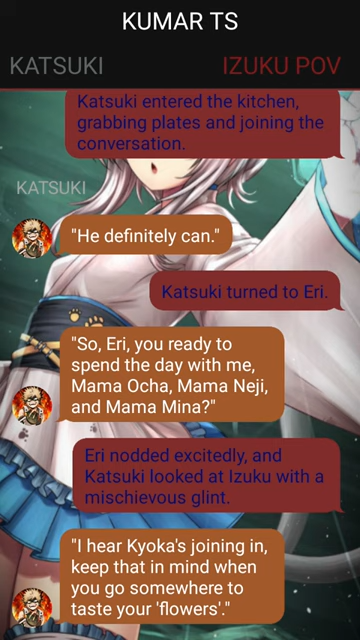 KUMAR TS
KATSUKI
IZUKU POV
Katsuki entered the kitchen,
grabbing plates and joining the
conversation.
KATSUKI
"He definitely can."
Katsuki turned to Eri.
"So, Eri, you ready to
spend the day with me,
Mama Ocha, Mama Neji,
and Mama Mina?"
Eri nodded excitedly, and
Katsuki looked at Izuku with a
mischievous glint.
"I hear Kyoka's joining in,
keep that in mind when
you go somewhere to
taste your 'flowers'."